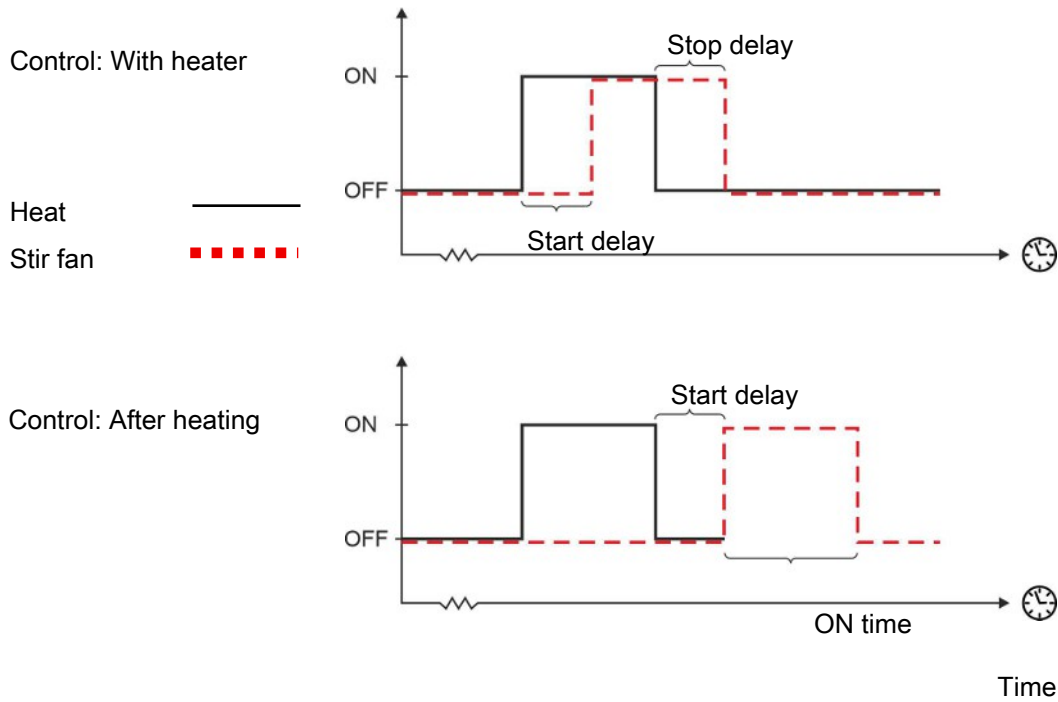 Control: With heater
ON
Stop delay
OFF
Heat
Stir fan
Start delay
Control: After heating
ON
Start delay
OFF
ON time
Time